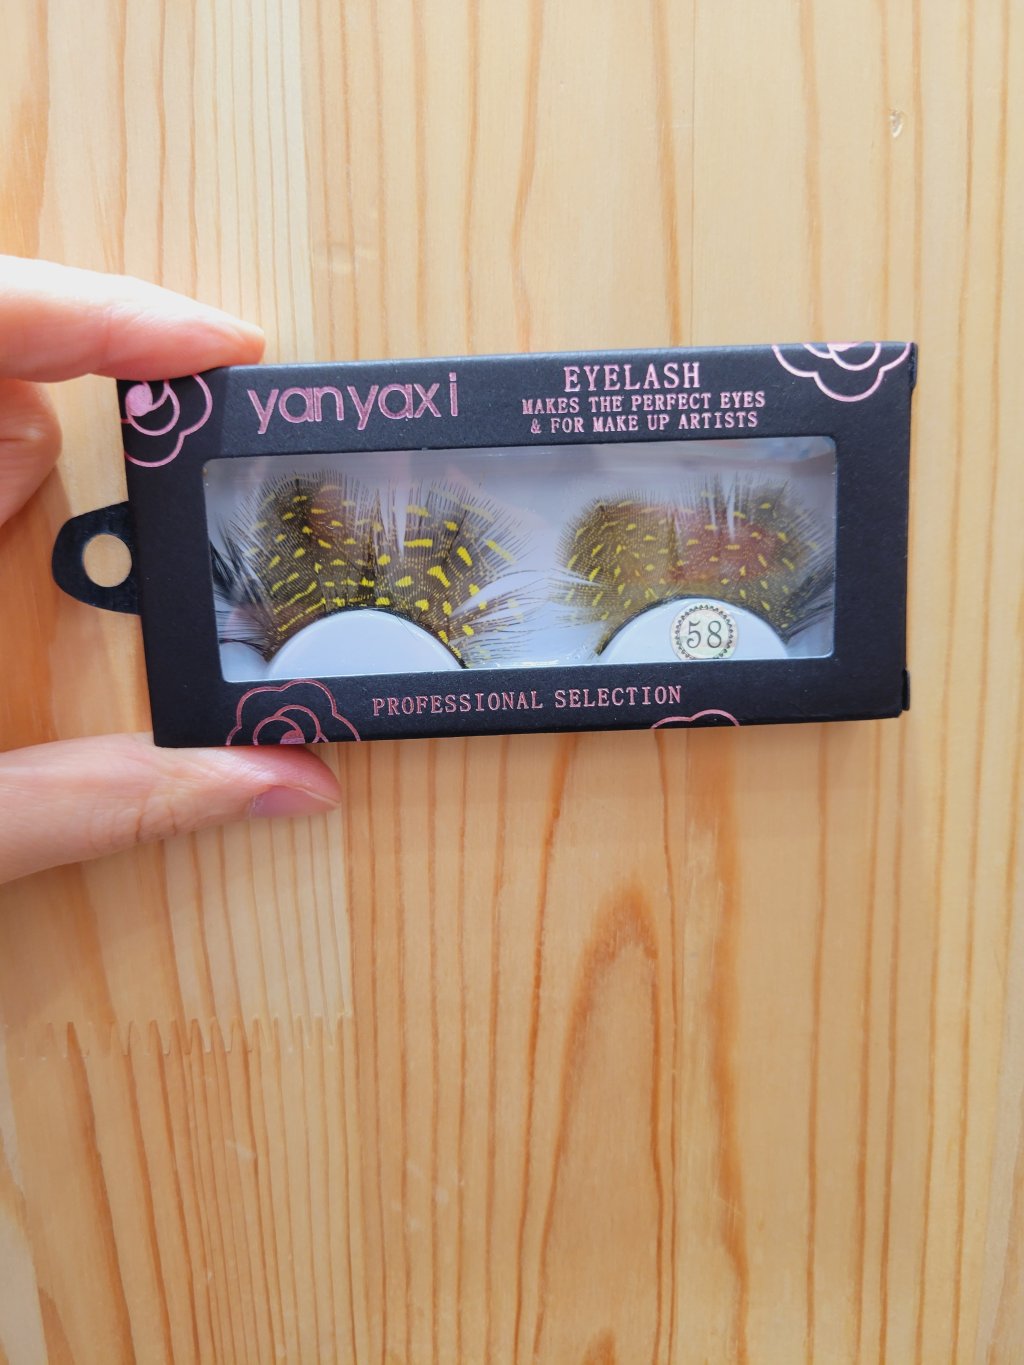 yanyaxi
EYELASH
MAKES THE PERFECT EYES
& FOR MAKE UP ARTISTS
58
PROFESSIONAL SELECTION